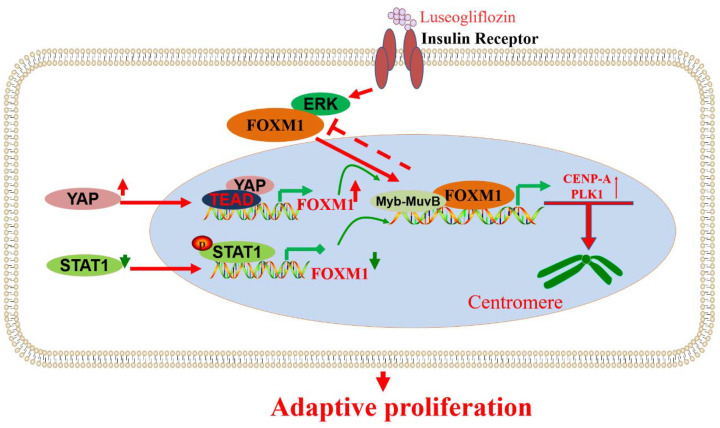 Luseogliflozin
Insulin Receptor
ERK
FOXM1
YAP
YAP
TEAD
FOXM1
Myb-MuvB
FOXM1
CENP-A
PLK1
p
STAT1
STAT1
FOXM1
Centromere
Adaptive proliferation